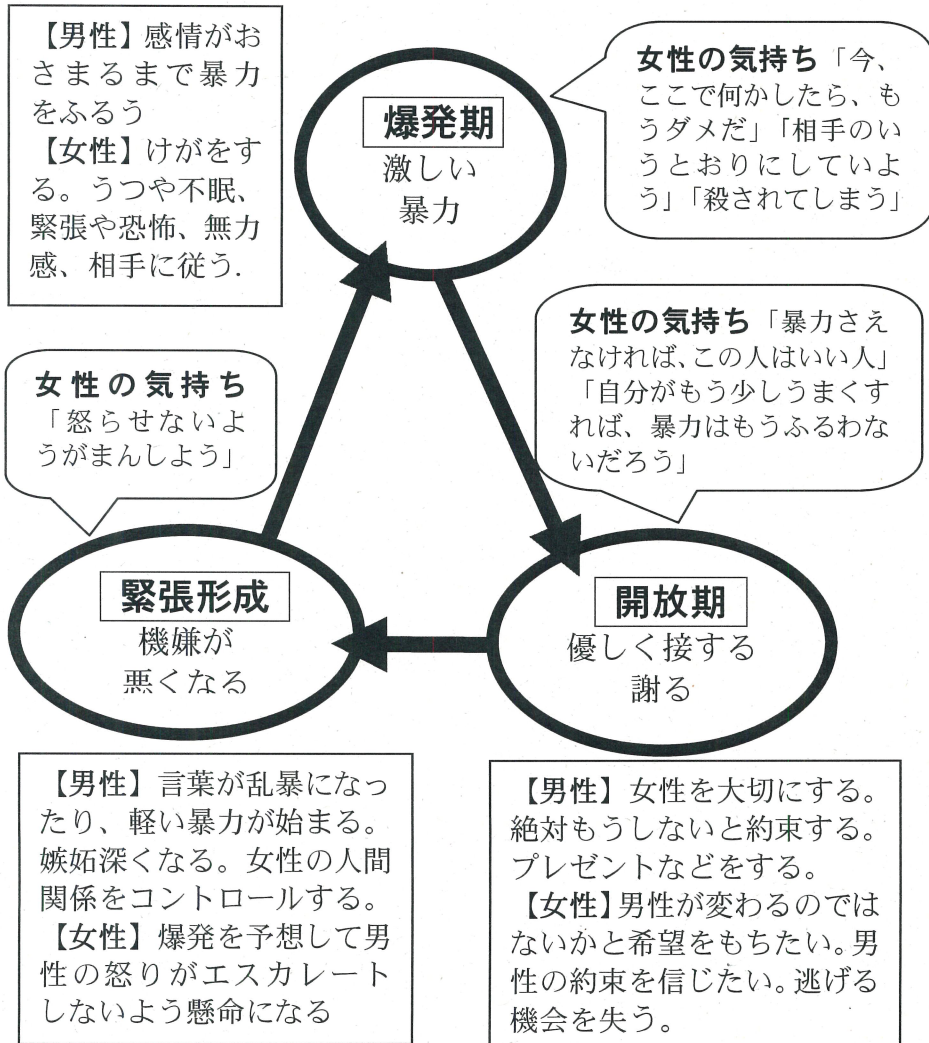 【男性】感情がお
さまるまで暴力
をふるう
【女性】けがをす
る。うつや不眠、
緊張や恐怖、無力
感、相手に従う.
爆発期
激しい
暴力
女性の気持ち「今、
ここで何かしたら、も
うダメだ」「相手のい
うとおりにしていよ
う」「殺されてしまう」
女性の気持ち「暴力さえ
なければ、この人はいい人」
「自分がもう少しうまくす
れば、暴力はもうふるわな
いだろう」
女性の気持ち
「怒らせないよ
うがまんしよう」
緊張形成
機嫌が
悪くなる
開放期
優しく接する
謝る
【男性】言葉が乱暴になっ
たり、軽い暴力が始まる。
嫉妬深くなる。女性の人間
関係をコントロールする。
【女性】爆発を予想して男
性の怒りがエスカレート
しないよう懸命になる
【男性】女性を大切にする。
絶対もうしないと約束する。
プレゼントなどをする。
【女性】男性が変わるのでは
ないかと希望をもちたい。男
性の約束を信じたい。逃げる
機会を失う。